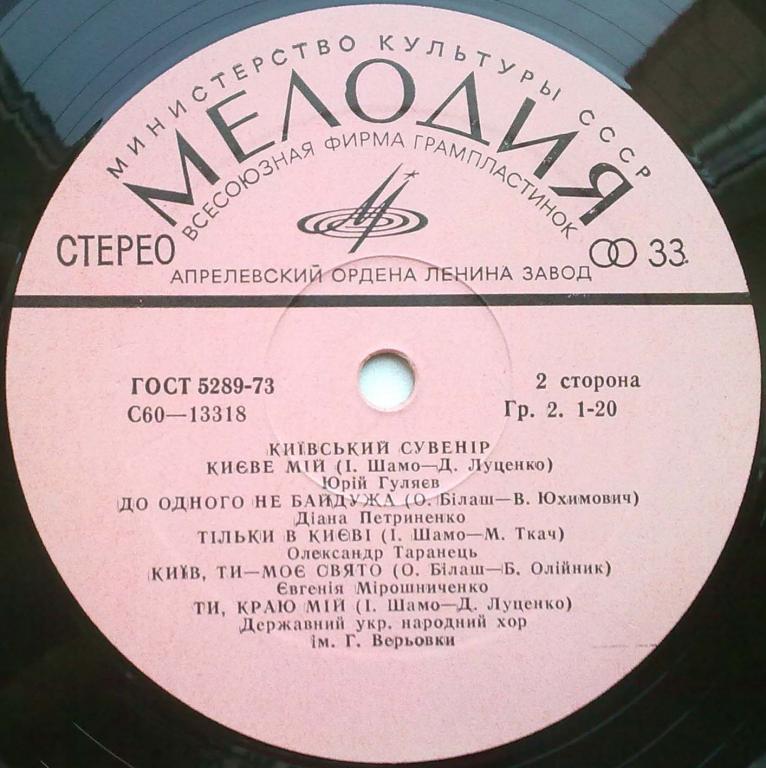 МИНИСТЕРСТВО КУЛЬТУРЫ СССР
МЕЛОДИЯ
ВСЕСОЮЗНАЯ ФИРМА ГРАМПЛАСТИНОК
СТЕРЕО
33
АПРЕЛЕВСКИЙ ОРДЕНА ЛЕНИНА ЗАВОД
ГОСТ 5289-73
2 сторона
С60—13318
Гр. 2. 1-20
КИЇВСЬКИЙ СУВЕНІР
КИЄВЕ МІЙ (І. Шамо—Д. Луценко)
Юрій Гуляєв
ДО ОДНОГО НЕ БАЙДУЖА (О. Білаш—В. Юхимович)
Діана Петриненко
ТІЛЬКИ В КИЄВІ (І. Шамо—М. Ткач)
Олександр Таранець
КИЇВ, ТИ—МОЄ СВЯТО (О. Білаш—Б. Олійник)
Євгенія Мірошниченко
ТИ, КРАЮ МІЙ (І. Шамо—Д. Луценко)
Державний укр. народний хор
ім. Г. Верьовки